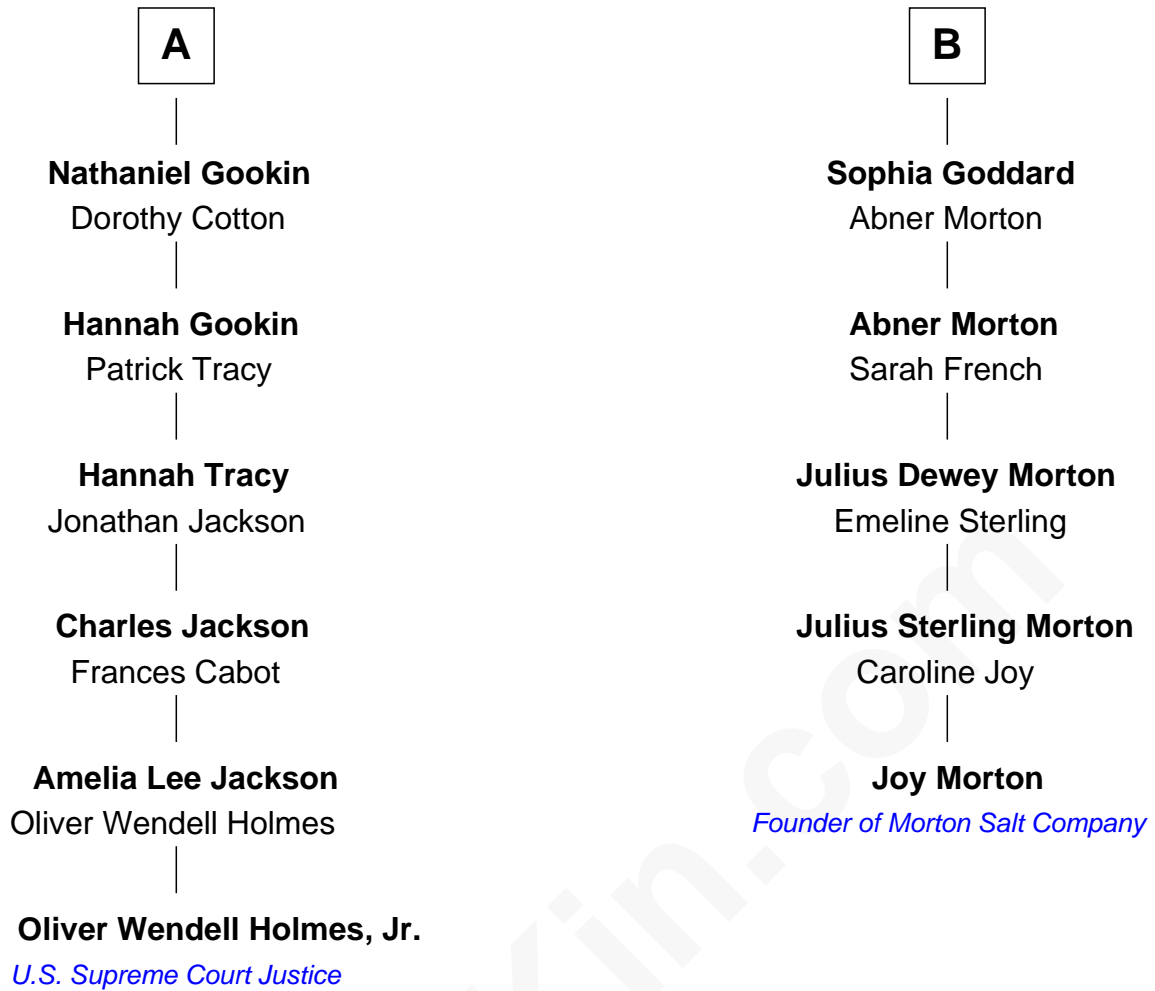 A
Nathaniel Gookin
Dorothy Cotton
Hannah Gookin
Patrick Tracy
Hannah Tracy
Jonathan Jackson
Charles Jackson
Frances Cabot
Amelia Lee Jackson
Oliver Wendell Holmes
Oliver Wendell Holmes, Jr.
U.S. Supreme Court Justice
B
Sophia Goddard
Abner Morton
Abner Morton
Sarah French
Julius Dewey Morton
Emeline Sterling
Julius Sterling Morton
Caroline Joy
Joy Morton
Founder of Morton Salt Company
kin.com